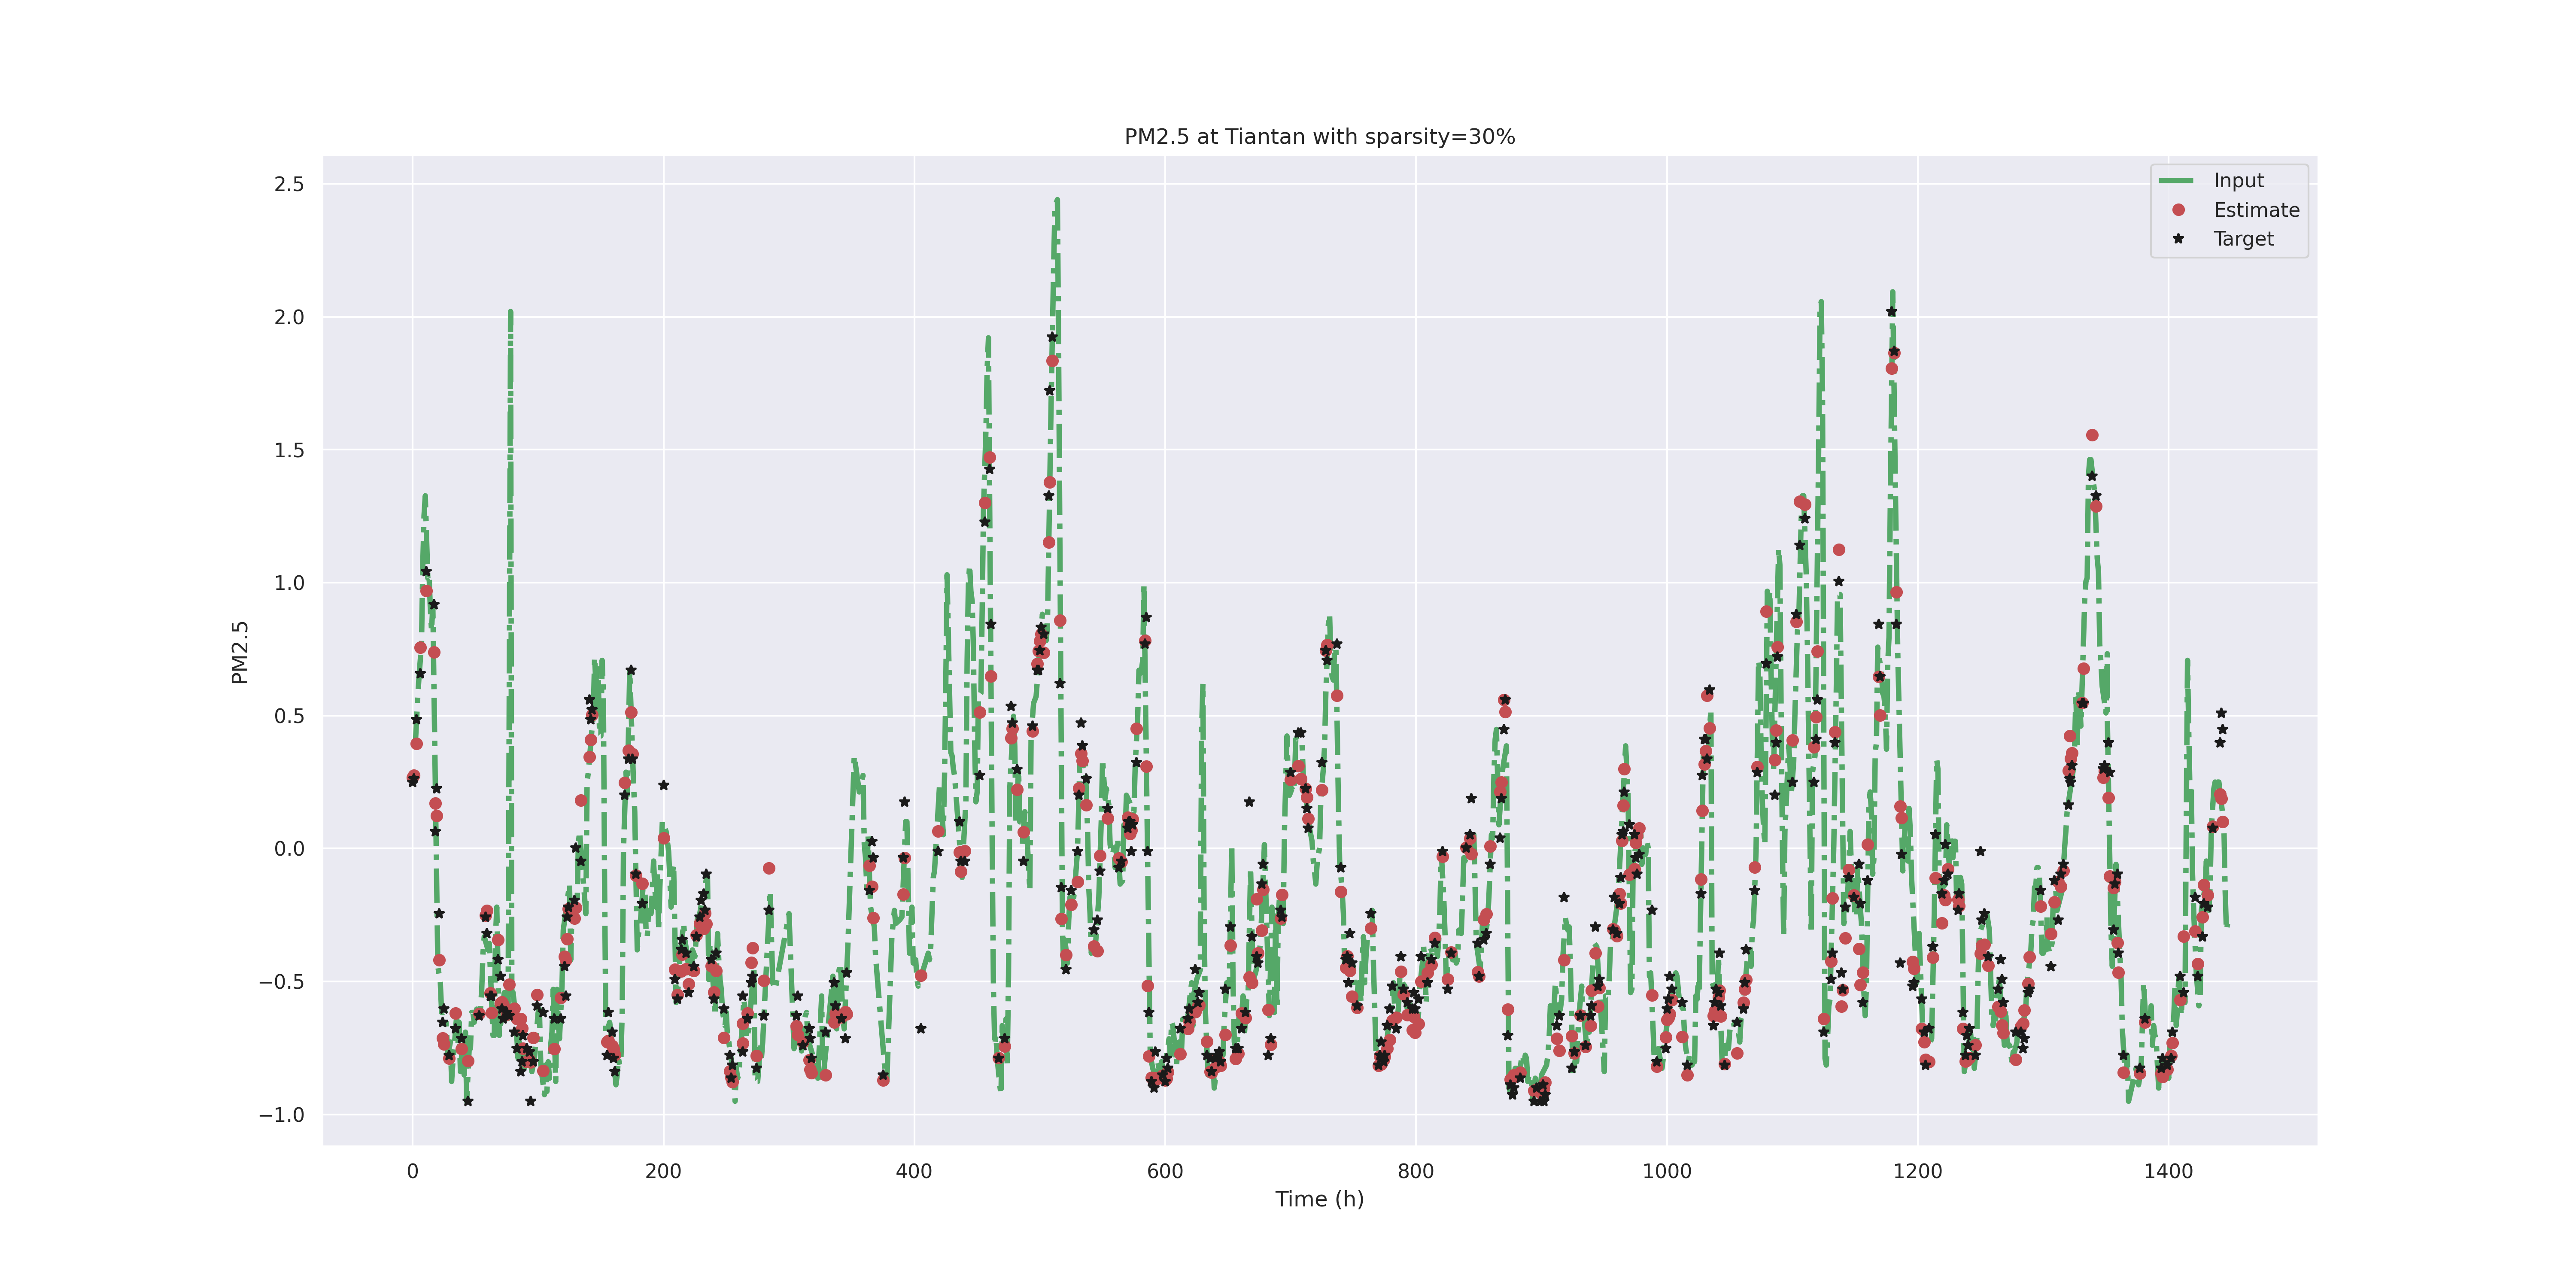 PM2.5 at Tiantan with sparsity=30%
Input
Estimate
Target
PM2.5
2.5
2.0
1.5
1.0
0.5
0.0
−0.5
−1.0
0 200 400 600 800 1000 1200 1400
Time (h)